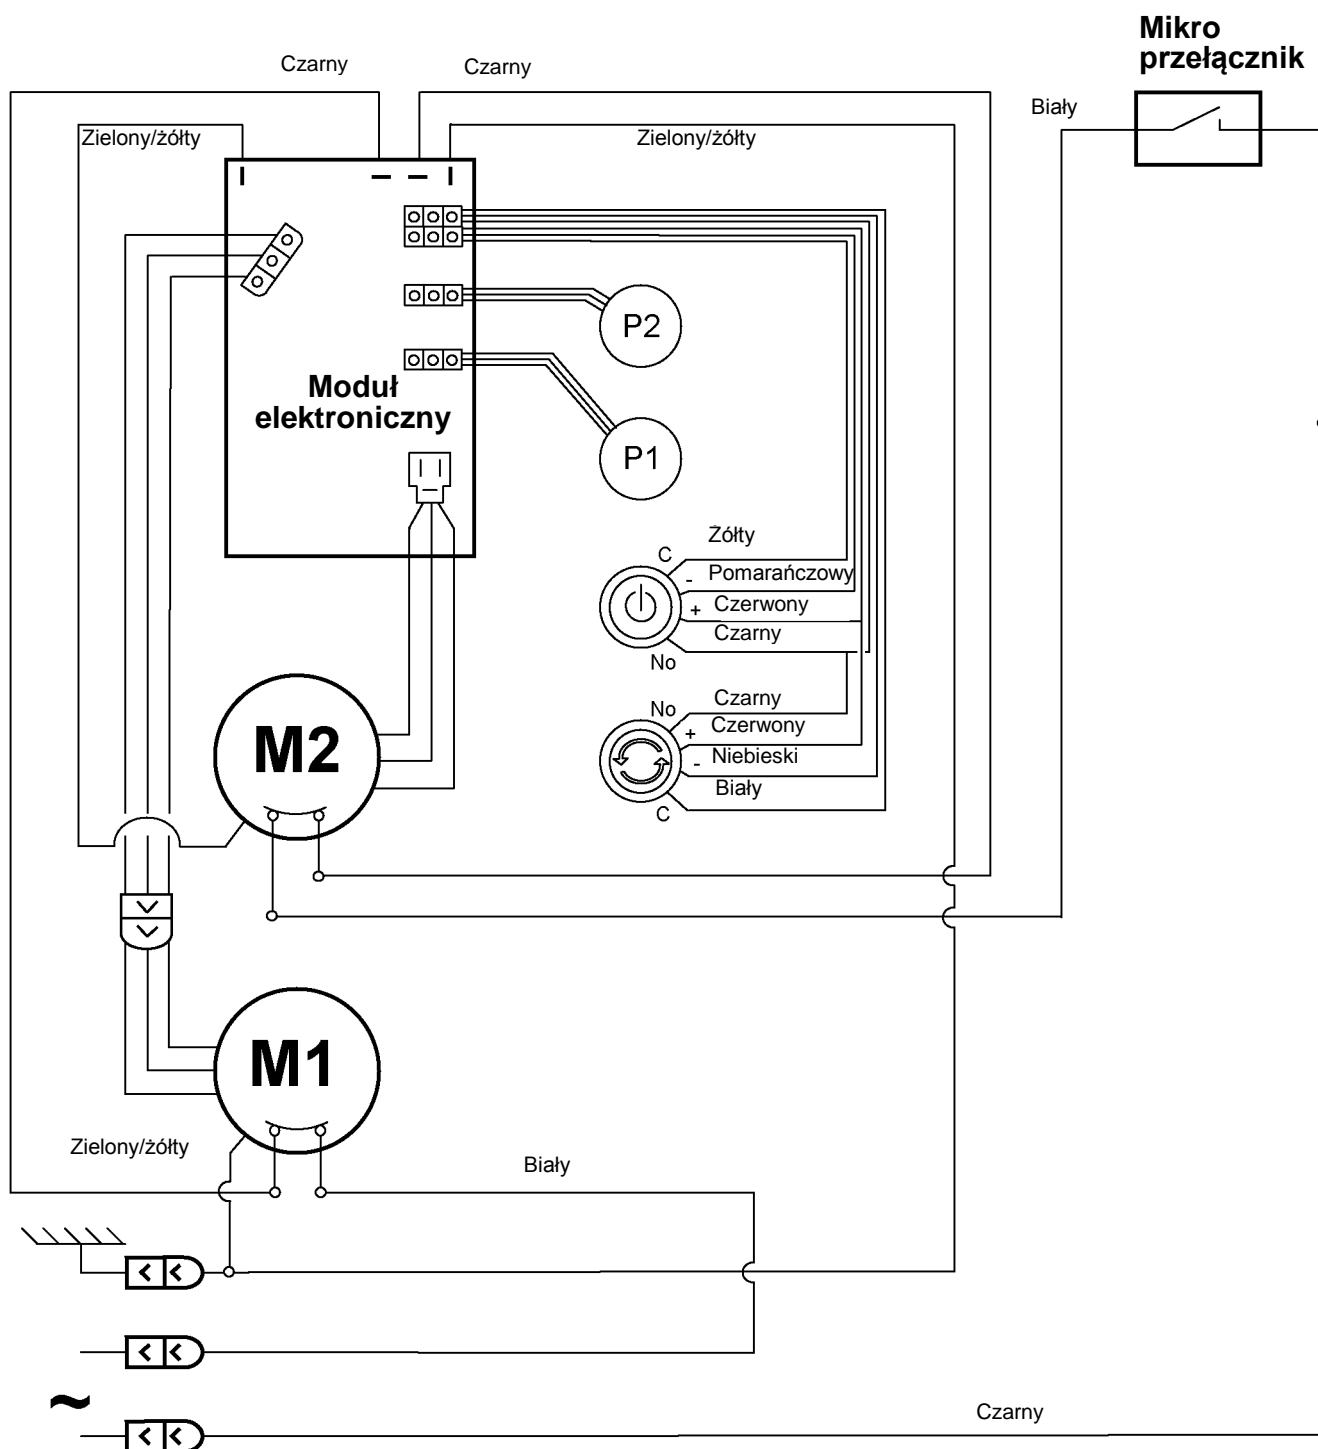 Mikro
przełącznik
Czarny
Czarny
Biały
Zielony/żółty
Zielony/żółty
P2
Moduł
elektroniczny
P1
Żółty
C
- Pomarańczowy
+ Czerwony
Czarny
No
Czarny
No
+ Czerwony
- Niebieski
Biały
C
M2
M1
Zielony/żółty
Biały
~
Czarny